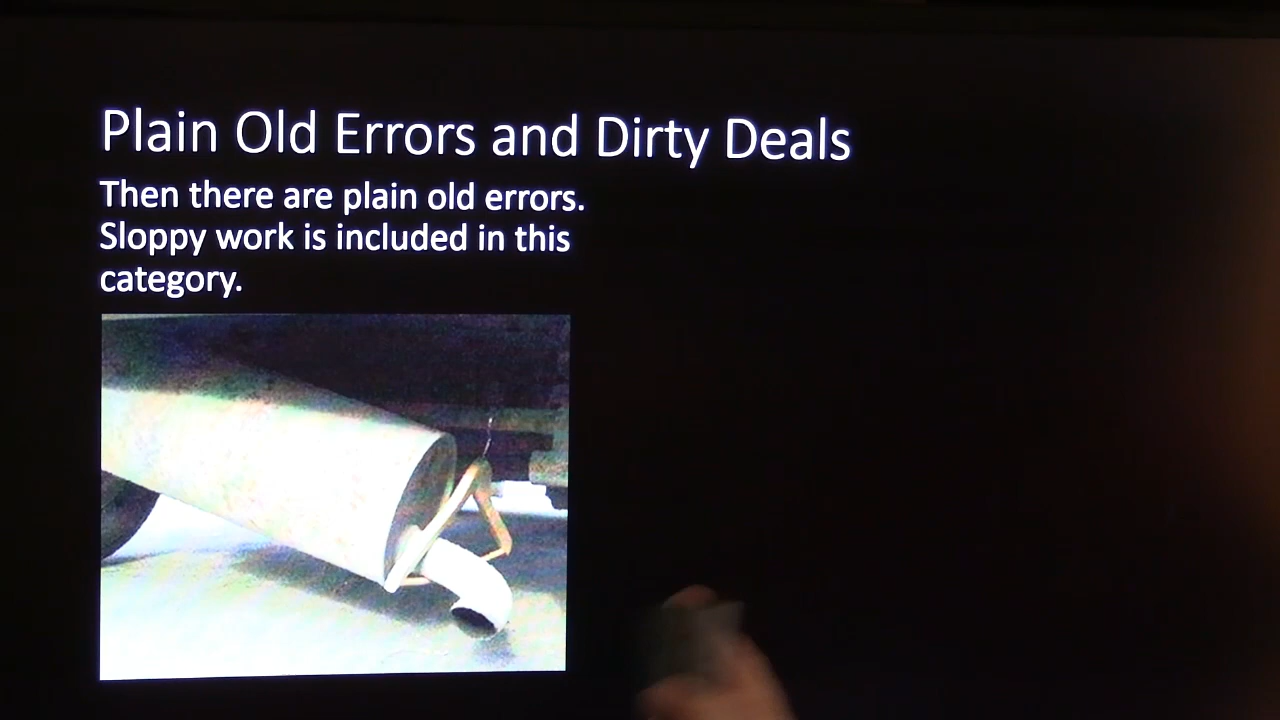 Plain Old Errors and Dirty Deals
Then there are plain old errors.
Sloppy work is included in this
category.